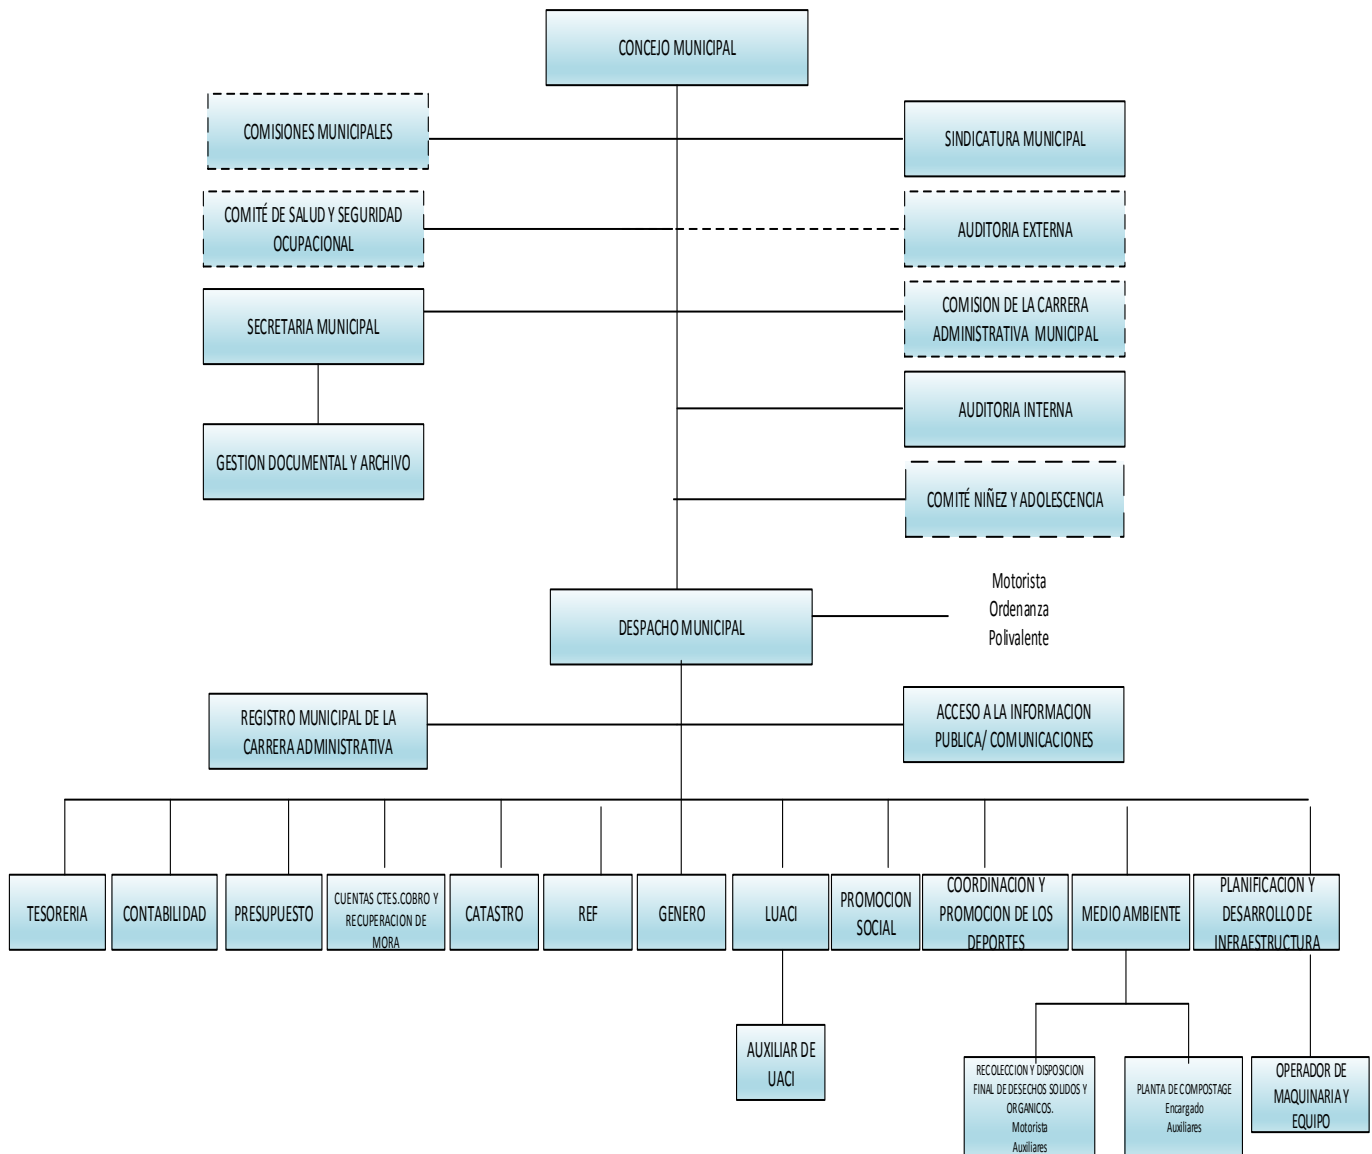 CONCEJO MUNICIPAL
COMISIONES MUNICIPALES
SINDICATURA MUNICIPAL
COMITÉ DE SALUD Y SEGURIDAD
OCUPACIONAL
AUDITORIA EXTERNA
SECRETARIA MUNICIPAL
COMISION DE LA CARRERA
ADMINISTRATIVA MUNICIPAL
AUDITORIA INTERNA
GESTION DOCUMENTAL Y ARCHIVO
COMITÉ NIÑEZ Y ADOLESCENCIA
DESPACHO MUNICIPAL
Motorista
Ordenanza
Polivalente
REGISTRO MUNICIPAL DE LA
CARRERA ADMINISTRATIVA
ACCESO A LA INFORMACION
PUBLICA/ COMUNICACIONES
TESORERIA
CONTABILIDAD
PRESUPUESTO
CUENTAS CTES.COBRO Y
RECUPERACION DE
MORA
CATASTRO
REF
GENERO
LUACI
PROMOCION
SOCIAL
COORDINACION Y
PROMOCION DE LOS
DEPORTES
MEDIO AMBIENTE
PLANIFICACION Y
DESARROLLO DE
INFRAESTRUCTURA
AUXILIAR DE
UACI
RECOLECCION Y DISPOSICION
FINAL DE DESECHOS SOLIDOS Y
ORGANICOS.
Motorista
Auxiliares
PLANTA DE COMPOSTAGE
Encargado
Auxiliares
OPERADOR DE
MAQUINARIA Y
EQUIPO